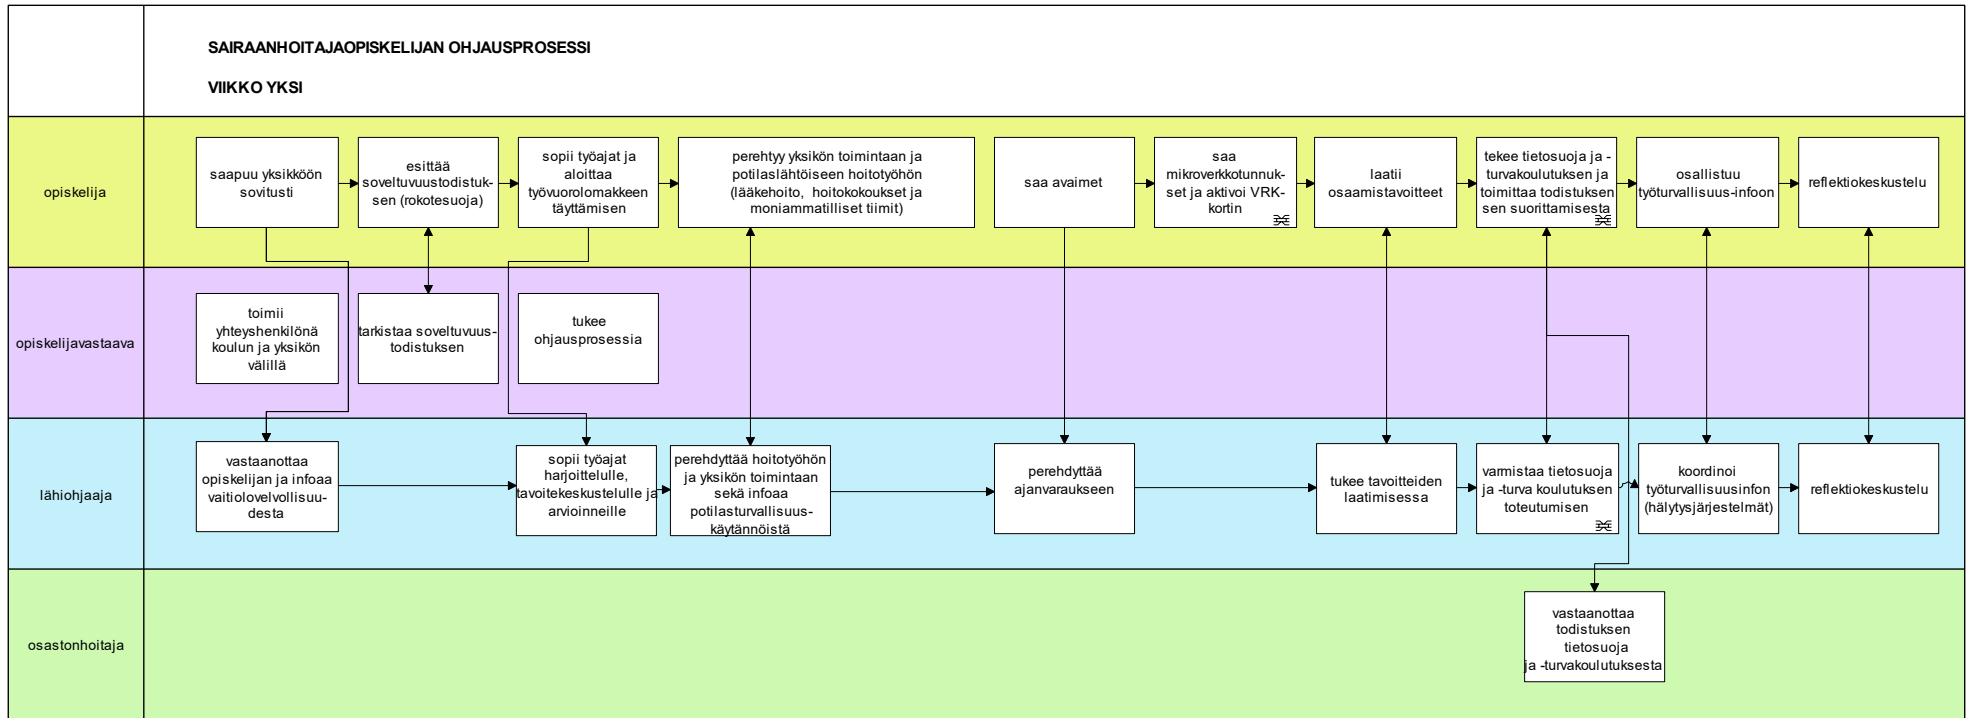 SAIRAANHOITAJAOPISKELIJAN OHJAUSPROSESSI
VIIKKO YKSI
opiskelija
saapuu yksikköön
sovitusti
esittää
soveltuvuustodistuk-
sen (rokotesuoja)
sopii työajat ja
aloittaa
työvuorolomakkeen
täyttämisen
perehtyy yksikön toimintaan ja
potilaslähtöiseen hoitotyöhön
(lääkehoito, hoitokokoukset ja
moniammatilliset tiimit)
saa avaimet
saa
mikroverkkotunnuk-
set ja aktivoi VRK-
kortin
laatii
osaamistavoitteet
tekee tietosuoja ja -
turvakoulutuksen ja
toimittaa todistuksen
sen suorittamisesta
osallistuu
työturvallisuus-infoon
reflektiokeskustelu
opiskelijavastaava
toimii
yhteyshenkilönä
koulun ja yksikön
välillä
tarkistaa soveltuvuus-
todistuksen
tukee
ohjausprosessia
lähiohjaaja
vastaanottaa
opiskelijan ja infoaa
vaitiolovelvollisuu-
desta
sopii työajat
harjoittelulle,
tavoitekeskustelulle ja
arvioinneille
perehdyttää hoitotyöhön
ja yksikön toimintaan
sekä infoaa
potilasturvallisuus-
käytännöistä
perehdyttää
ajanvaraukseen
tukee tavoitteiden
laatimisessa
varmistaa tietosuoja
ja -turva koulutuksen
toteutumisen
koordinoi
työturvallisuusinfon
(hälytysjärjestelmät)
reflektiokeskustelu
osastonhoitaja
vastaanottaa
todistuksen
tietosuoja
ja -turvakoulutuksesta